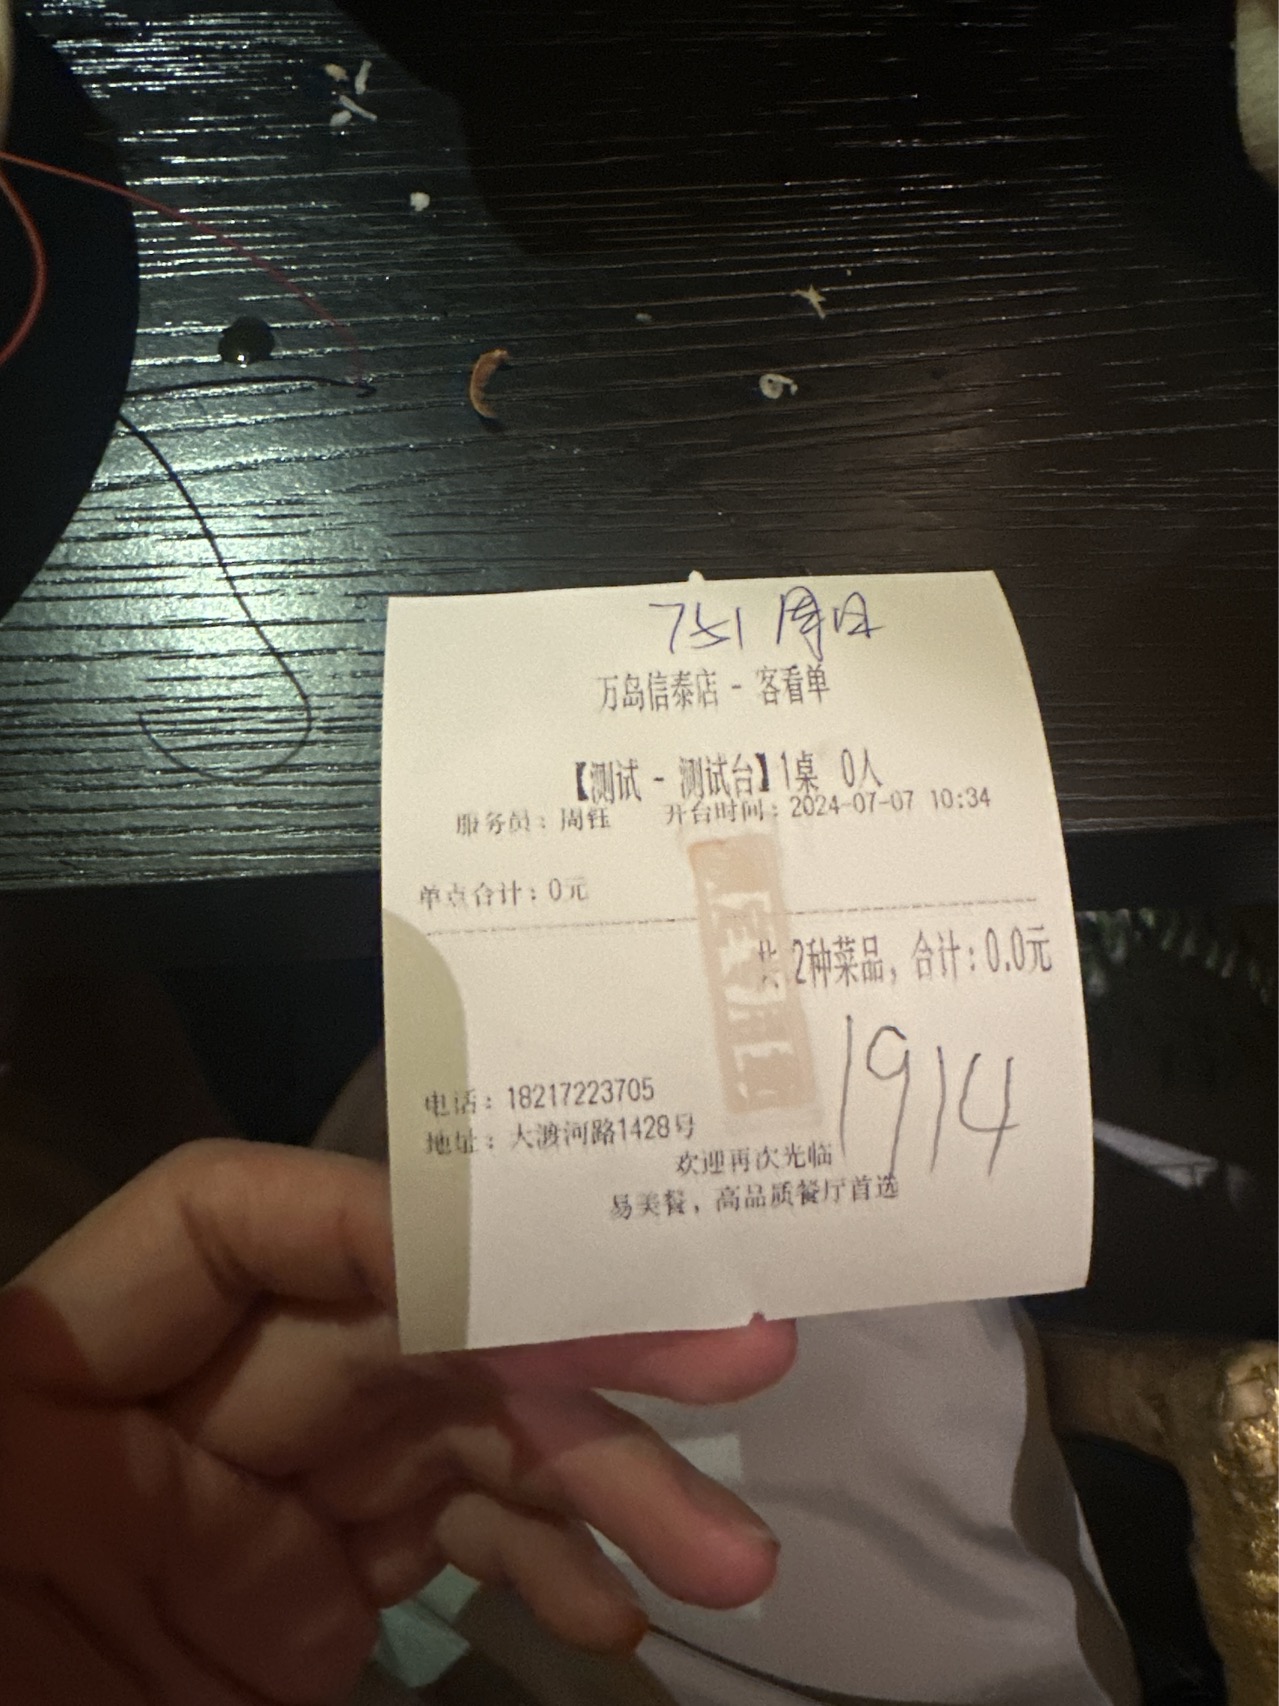 万岛信泰店 - 客看单
【测试 - 测试台】1桌 0人
服务员：周钰 开台时间：2024-07-07 10:34
单点合计：0元
共 2种菜品，合计：0.0元
1914
电话：18217223705
地址：大渡河路1428号
欢迎再次光临
易美餐，高品质餐厅首选